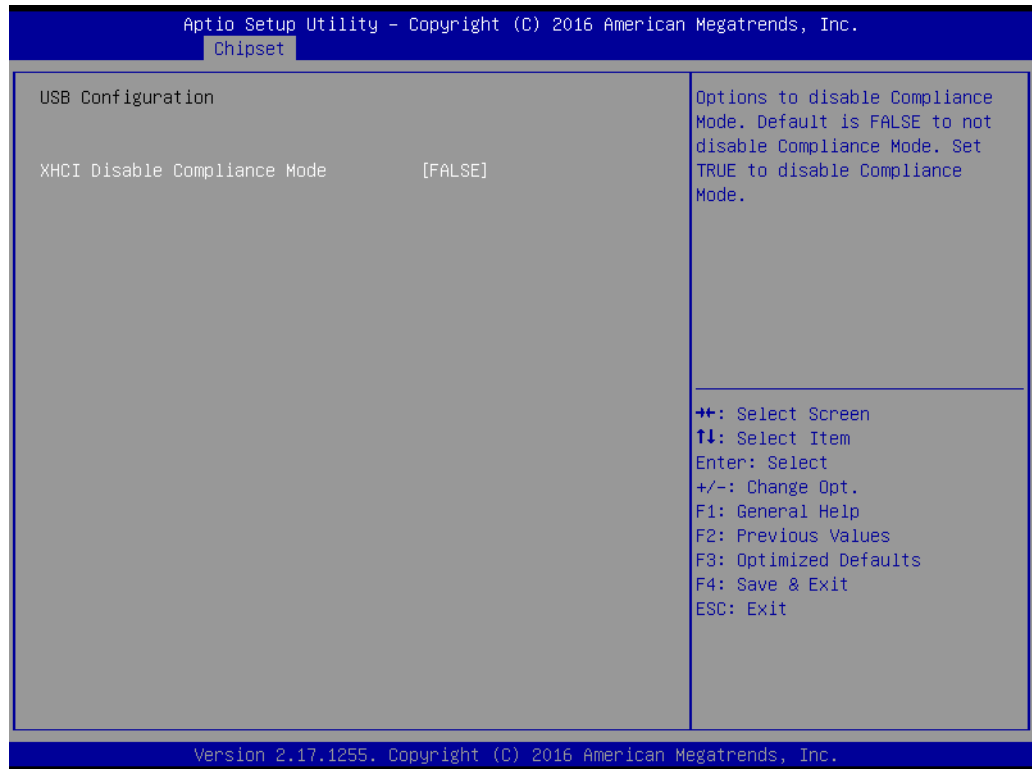 Aptio Setup Utility – Copyright (C) 2016 American Megatrends, Inc.
Chipset
USB Configuration
XHCI Disable Compliance Mode [FALSE]
Options to disable Compliance
Mode. Default is FALSE to not
disable Compliance Mode. Set
TRUE to disable Compliance
Mode.
→←: Select Screen
↑↓: Select Item
Enter: Select
+/-: Change Opt.
F1: General Help
F2: Previous Values
F3: Optimized Defaults
F4: Save & Exit
ESC: Exit
Version 2.17.1255. Copyright (C) 2016 American Megatrends, Inc.